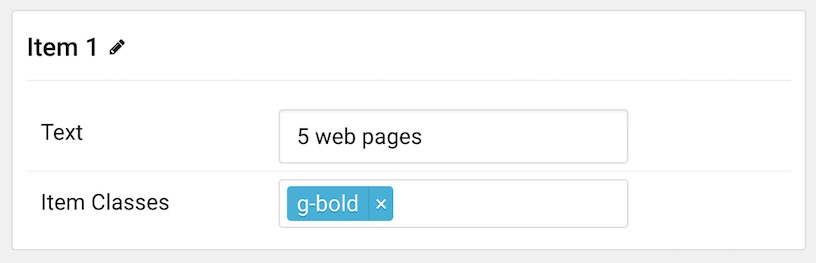 Item 1
Text
5 web pages
Item Classes
g-bold ×